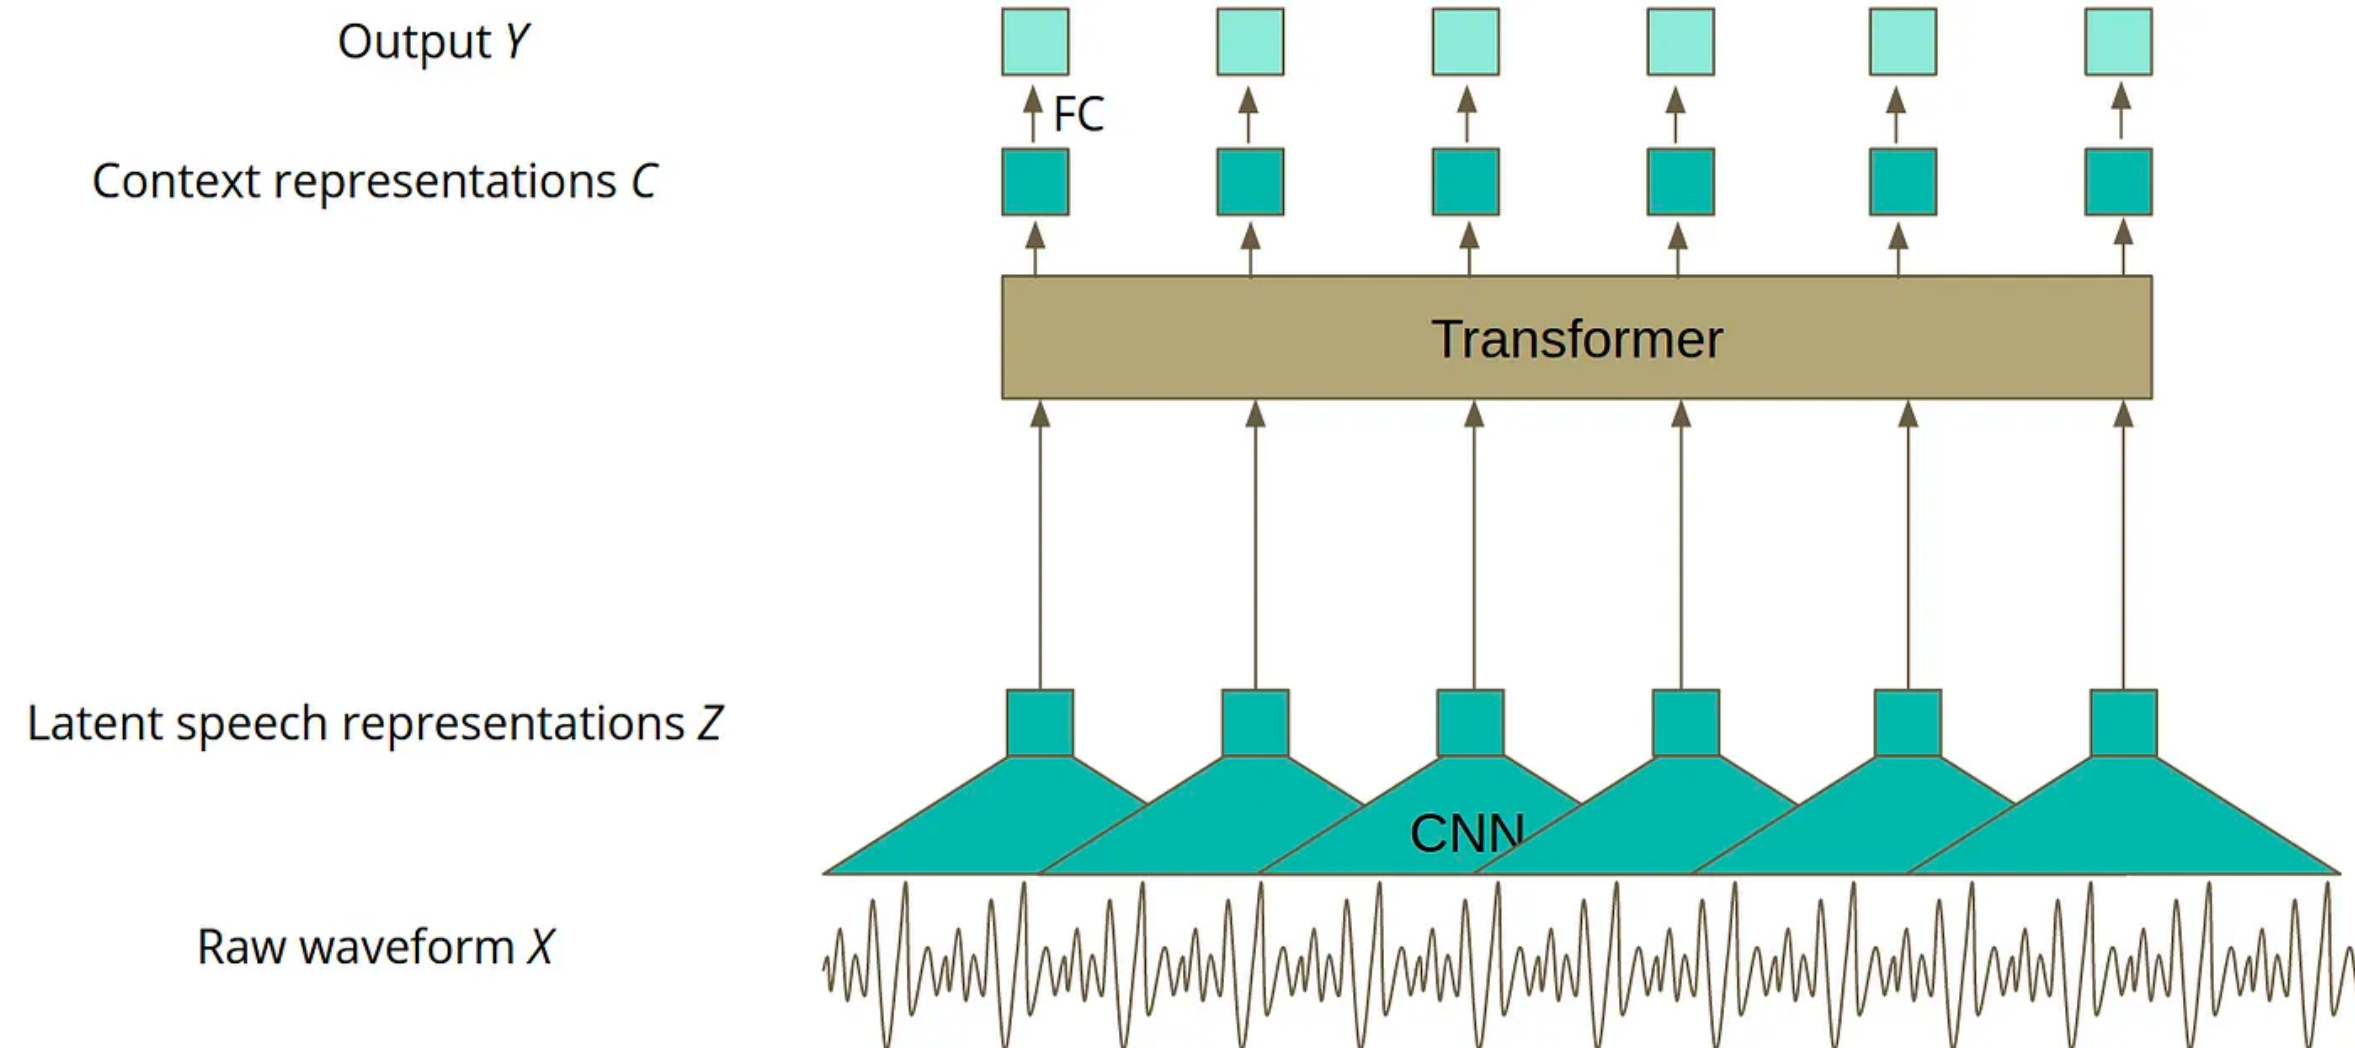 Output Y
FC
Context representations C
Transformer
Latent speech representations Z
CNN
Raw waveform X